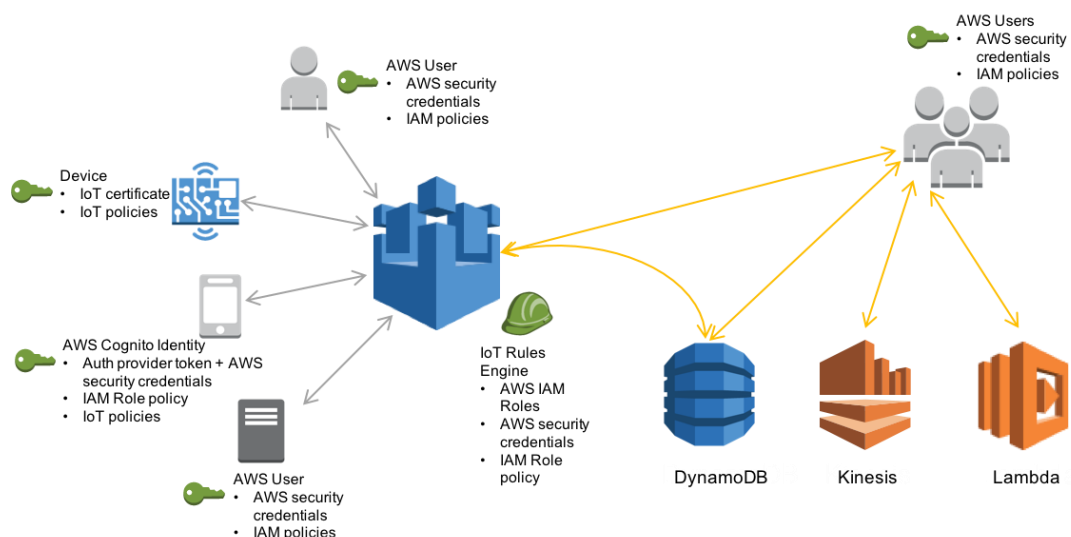 AWS Users
• AWS security
credentials
• IAM policies
AWS User
• AWS security
credentials
• IAM policies
Device
• IoT certificate
• IoT policies
AWS Cognito Identity
• Auth provider token + AWS
security credentials
• IAM Role policy
• IoT policies
AWS User
• AWS security
credentials
• IAM policies
IoT Rules
Engine
• AWS IAM
Roles
• AWS security
credentials
• IAM Role
policy
DynamoDB
Kinesis
Lambda